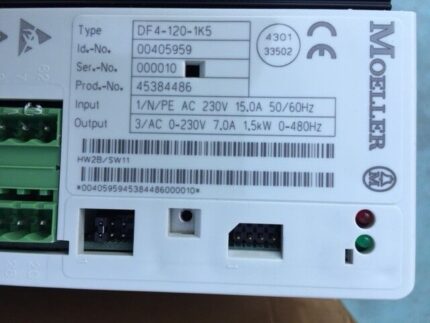 Type DF4-120-1K5
Id.-No. 00405959
Ser.-No. 000010
Prod.-No. 45384486
Input 1/N/PE AC 230V 15.0A 50/60Hz
Output 3/AC 0-230V 7.0A 1,5kW 0-480Hz
4301
33502
CE
MOELLER
HW2B/SW11
*0040595945384486000010*